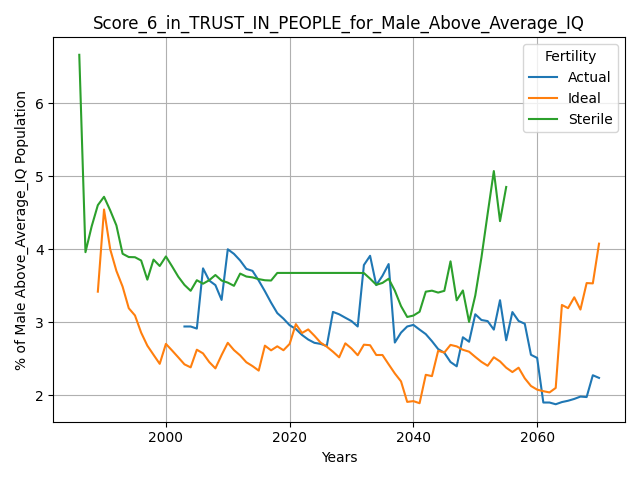 Score_6_in_TRUST_IN_PEOPLE_for_Male_Above_Average_IQ
% of Male Above_Average_IQ Population
6
5
4
3
2
Fertility
Actual
Ideal
Sterile
2000 2020 2040 2060
Years